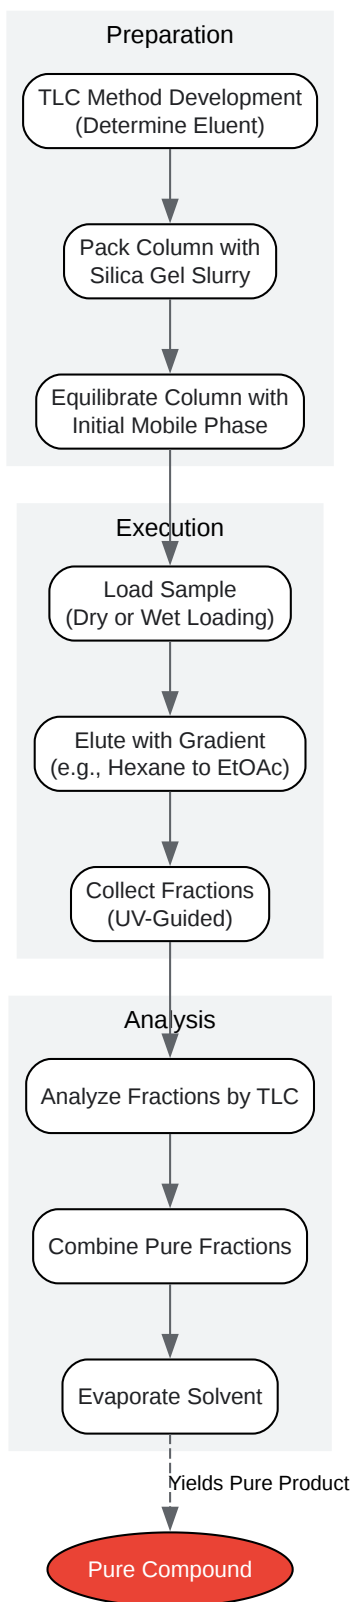 Preparation
TLC Method Development
(Determine Eluent)
Pack Column with
Silica Gel Slurry
Equilibrate Column with
Initial Mobile Phase
Execution
Load Sample
(Dry or Wet Loading)
Elute with Gradient
(e.g., Hexane to EtOAc)
Collect Fractions
(UV-Guided)
Analysis
Analyze Fractions by TLC
Combine Pure Fractions
Evaporate Solvent
Yields Pure Product
Pure Compound